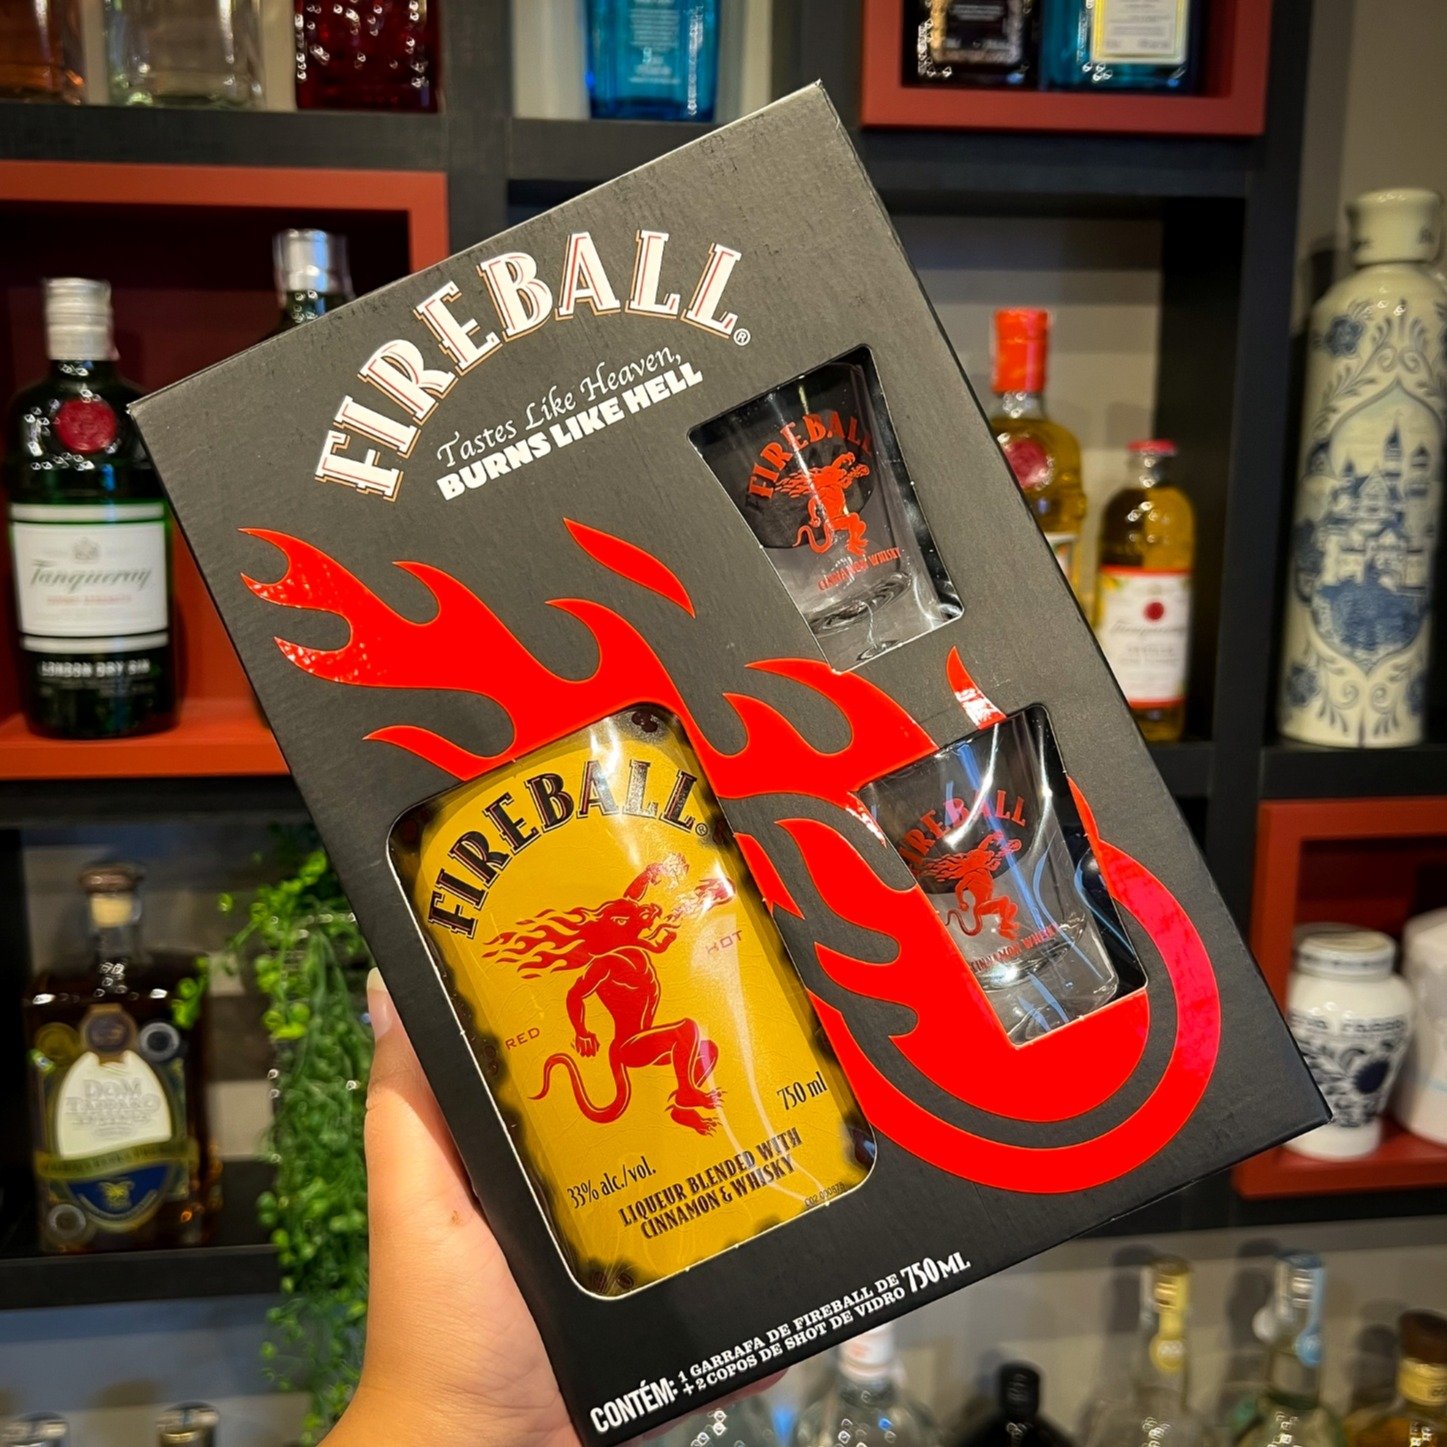 FIREBALL®
Tastes Like Heaven,
BURNS LIKE HELL
FIREBALL
CINNAMON WHISKY
FIREBALL
CINNAMON WHISKY
FIREBALL®
RED
HOT
750 ml
33% alc./vol.
LIQUEUR BLENDED WITH
CINNAMON & WHISKY
CONTÉM: 1 GARRAFA DE FIREBALL DE 750ML
+ 2 COPOS DE SHOT DE VIDRO
Tanqueray
LONDON DRY GIN
Tanqueray